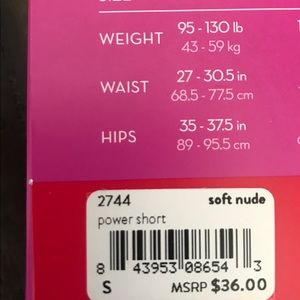 SIZE
WEIGHT 95 - 130 lb
43 - 59 kg
WAIST 27 - 30.5 in
68.5 - 77.5 cm
HIPS 35 - 37.5 in
89 - 95.5 cm
2744 soft nude
power short
8 43953 08654 3
S MSRP $36.00